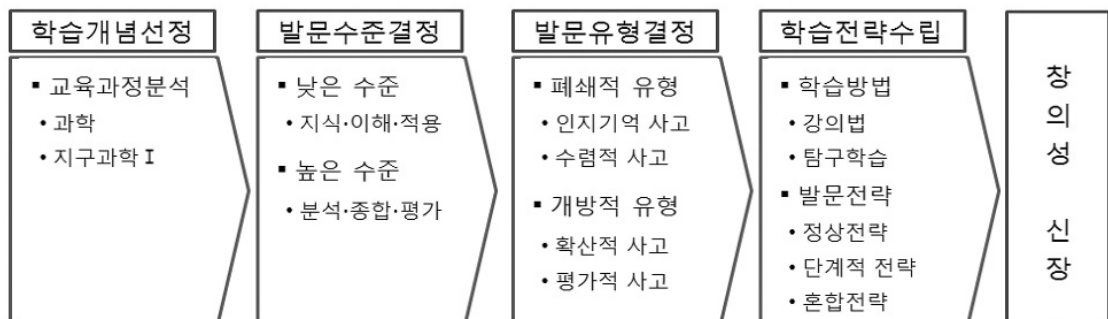 학습개념선정
▪ 교육과정분석
• 과학
• 지구과학 I
발문수준결정
▪ 낮은 수준
• 지식·이해·적용
▪ 높은 수준
• 분석·종합·평가
발문유형결정
▪ 폐쇄적 유형
• 인지기억 사고
• 수렴적 사고
▪ 개방적 유형
• 확산적 사고
• 평가적 사고
학습전략수립
▪ 학습방법
• 강의법
• 탐구학습
▪ 발문전략
• 정상전략
• 단계적 전략
• 혼합전략
창
의
성
신
장